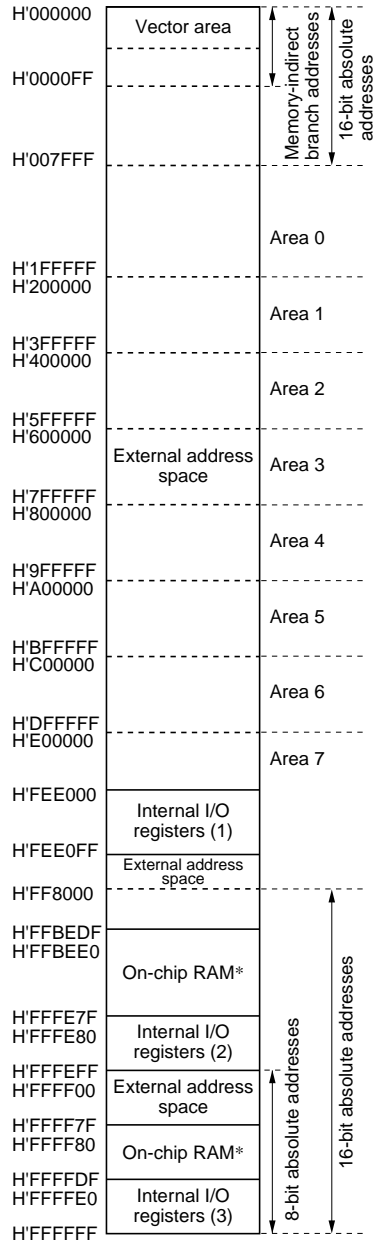 H'000000
Vector area
H'0000FF
Memory-indirect
branch addresses
16-bit absolute
addresses
H'007FFF
Area 0
H'1FFFFF
H'200000
Area 1
H'3FFFFF
H'400000
Area 2
H'5FFFFF
H'600000
External address
space
Area 3
H'7FFFFF
H'800000
Area 4
H'9FFFFF
H'A00000
Area 5
H'BFFFFF
H'C00000
Area 6
H'DFFFFF
H'E00000
Area 7
H'FEE000
Internal I/O
registers (1)
H'FEE0FF
External address
space
H'FF8000
H'FFBEDF
H'FFBEE0
On-chip RAM*
H'FFFE7F
H'FFFE80
Internal I/O
registers (2)
H'FFFEFF
H'FFFF00
External address
space
H'FFFF7F
H'FFFF80
On-chip RAM*
H'FFFFDF
H'FFFFE0
Internal I/O
registers (3)
H'FFFFFF
8-bit absolute addresses
16-bit absolute addresses